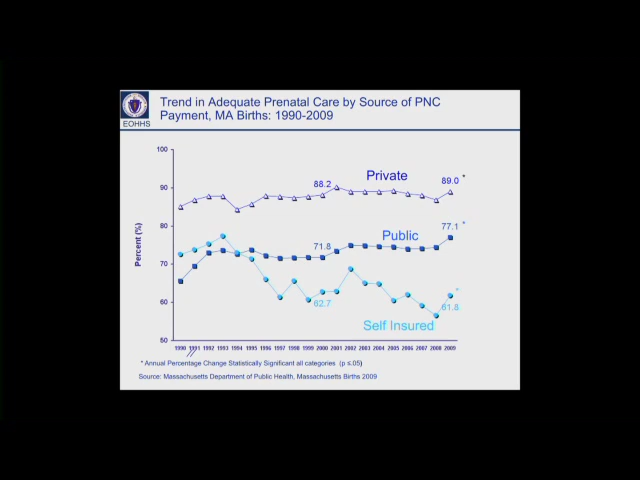 EOHHS
Trend in Adequate Prenatal Care by Source of PNC
Payment, MA Births: 1990-2009
Percent (%)
100
90
80
70
60
50
88.2
Private
89.0 *
77.1 *
Public
71.8
62.7
*
61.8
Self Insured
1990 1991 1992 1993 1994 1995 1996 1997 1998 1999 2000 2001 2002 2003 2004 2005 2006 2007 2008 2009
* Annual Percentage Change Statistically Significant all categories (p ≤.05)
Source: Massachusetts Department of Public Health, Massachusetts Births 2009